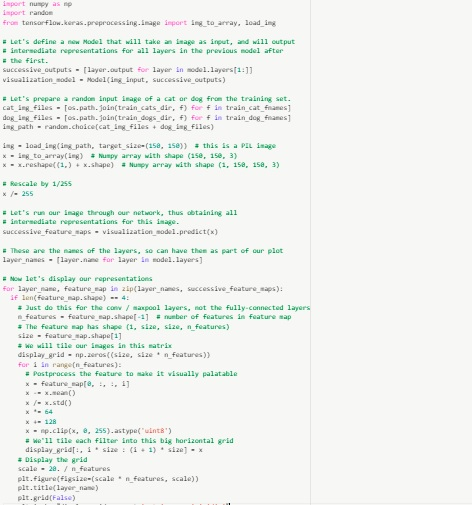 import numpy as np
import random
from tensorflow.keras.preprocessing.image import img_to_array, load_img

# Let's define a new Model that will take an image as input, and will output
# intermediate representations for all layers in the previous model after
# the first.
successive_outputs = [layer.output for layer in model.layers[1:]]
visualization_model = Model(img_input, successive_outputs)

# Let's prepare a random input image of a cat or dog from the training set.
cat_img_files = [os.path.join(train_cats_dir, f) for f in train_cat_fnames]
dog_img_files = [os.path.join(train_dogs_dir, f) for f in train_dog_fnames]
img_path = random.choice(cat_img_files + dog_img_files)

img = load_img(img_path, target_size=(150, 150))  # this is a PIL image
x = img_to_array(img)  # Numpy array with shape (150, 150, 3)
x = x.reshape((1,) + x.shape)  # Numpy array with shape (1, 150, 150, 3)

# Rescale by 1/255
x /= 255

# Let's run our image through our network, thus obtaining all
# intermediate representations for this image.
successive_feature_maps = visualization_model.predict(x)

# These are the names of the layers, so can have them as part of our plot
layer_names = [layer.name for layer in model.layers]

# Now let's display our representations
for layer_name, feature_map in zip(layer_names, successive_feature_maps):
  if len(feature_map.shape) == 4:
    # Just do this for the conv / maxpool layers, not the fully-connected layers
    n_features = feature_map.shape[-1]  # number of features in feature map
    # The feature map has shape (1, size, size, n_features)
    size = feature_map.shape[1]
    # We will tile our images in this matrix
    display_grid = np.zeros((size, size * n_features))
    for i in range(n_features):
      # Postprocess the feature to make it visually palatable
      x = feature_map[0, :, :, i]
      x -= x.mean()
      x /= x.std()
      x *= 64
      x += 128
      x = np.clip(x, 0, 255).astype('uint8')
      # We'll tile each filter into this big horizontal grid
      display_grid[:, i * size : (i + 1) * size] = x
    # Display the grid
    scale = 20. / n_features
    plt.figure(figsize=(scale * n_features, scale))
    plt.title(layer_name)
    plt.grid(False)